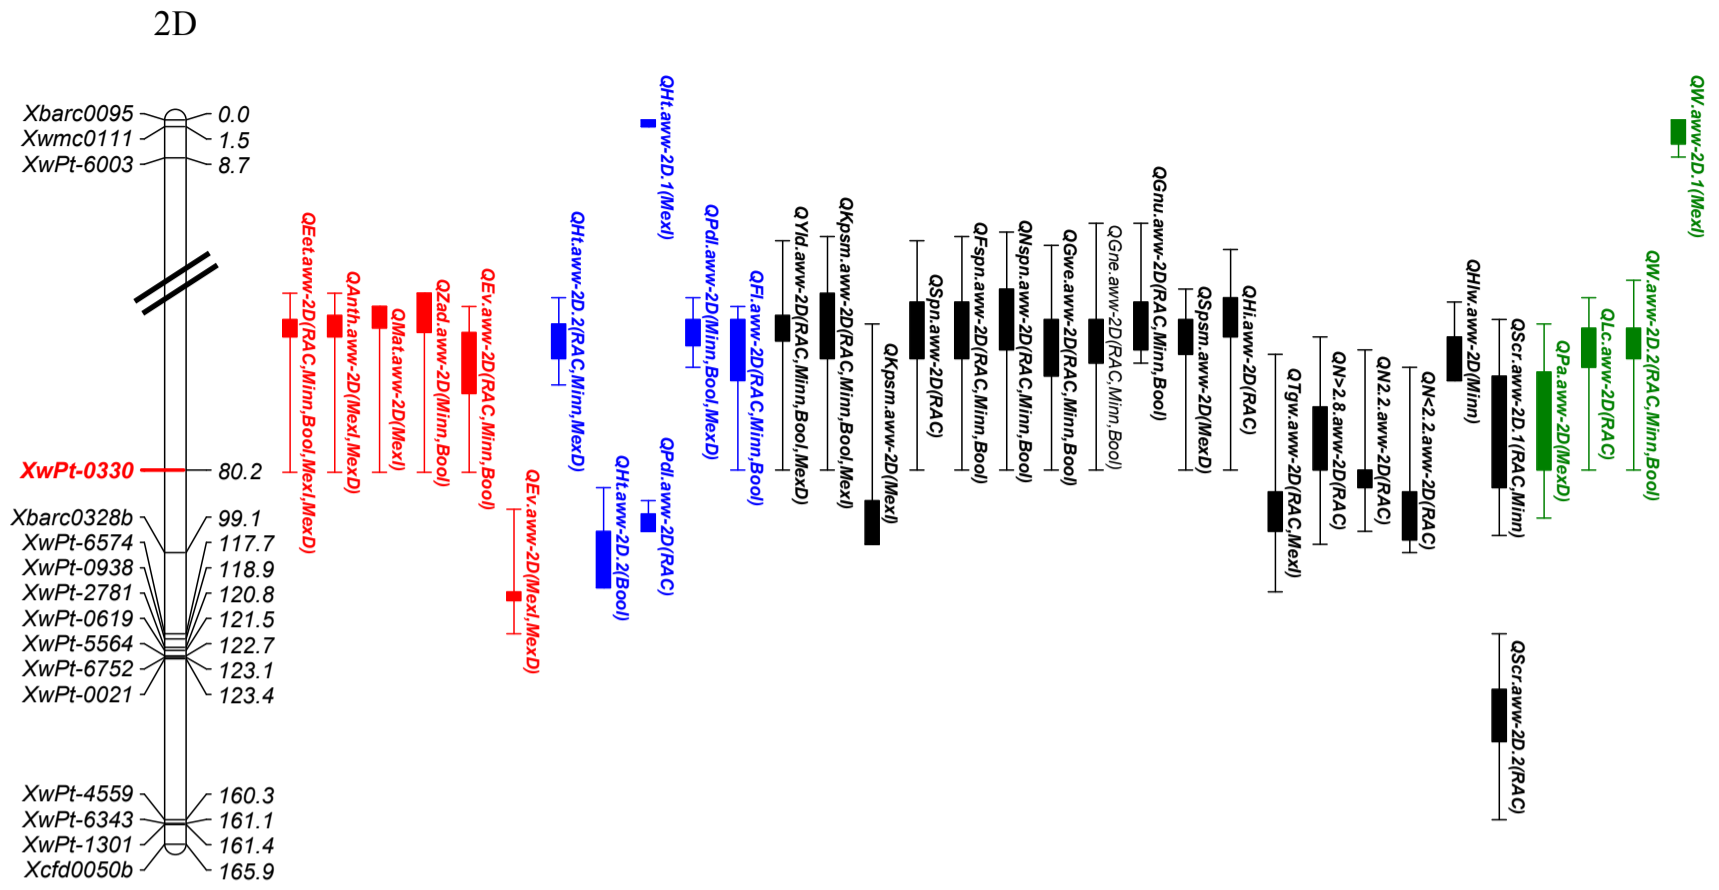 2D
Xbarc0095 0.0
Xwmc0111 1.5
XwPt-6003 8.7
XwPt-0330 80.2
Xbarc0328b 99.1
XwPt-6574 117.7
XwPt-0938 118.9
XwPt-2781 120.8
XwPt-0619 121.5
XwPt-5564 122.7
XwPt-6752 123.1
XwPt-0021 123.4
XwPt-4559 160.3
XwPt-6343 161.1
XwPt-1301 161.4
Xcfd0050b 165.9
QEet.aww-2D(RAC,Minn,Bool,MexI,MexD)
QAnth.aww-2D(MexI,MexD)
QMat.aww-2D(MexI)
QZad.aww-2D(Minn,Bool)
QEv.aww-2D(RAC,Minn,Bool)
QEv.aww-2D(MexI,MexD)
QHt.aww-2D.2(RAC,Minn,MexD)
QHt.aww-2D.2(Bool)
QHt.aww-2D.1(MexI)
QPdl.aww-2D(RAC)
QPdl.aww-2D(Minn,Bool,MexD)
QFl.aww-2D(RAC,Minn,Bool)
QYld.aww-2D(RAC,Minn,Bool,MexD)
QKpsm.aww-2D(RAC,Minn,Bool,MexI)
QKpsm.aww-2D(MexI)
QSpn.aww-2D(RAC)
QFspn.aww-2D(RAC,Minn,Bool)
QNspn.aww-2D(RAC,Minn,Bool)
QGwe.aww-2D(RAC,Minn,Bool)
QGne.aww-2D(RAC,Minn,Bool)
QGnu.aww-2D(RAC,Minn,Bool)
QSpsm.aww-2D(MexD)
QHi.aww-2D(RAC)
QTgw.aww-2D(RAC,MexI)
QN>2.8.aww-2D(RAC)
QN2.2.aww-2D(RAC)
QN<2.2.aww-2D(RAC)
QHlw.aww-2D(Minn)
QScr.aww-2D.1(RAC,Minn)
QScr.aww-2D.2(RAC)
QPa.aww-2D(MexD)
QLc.aww-2D(RAC)
QW.aww-2D.2(RAC,Minn,Bool)
QW.aww-2D.1(MexI)